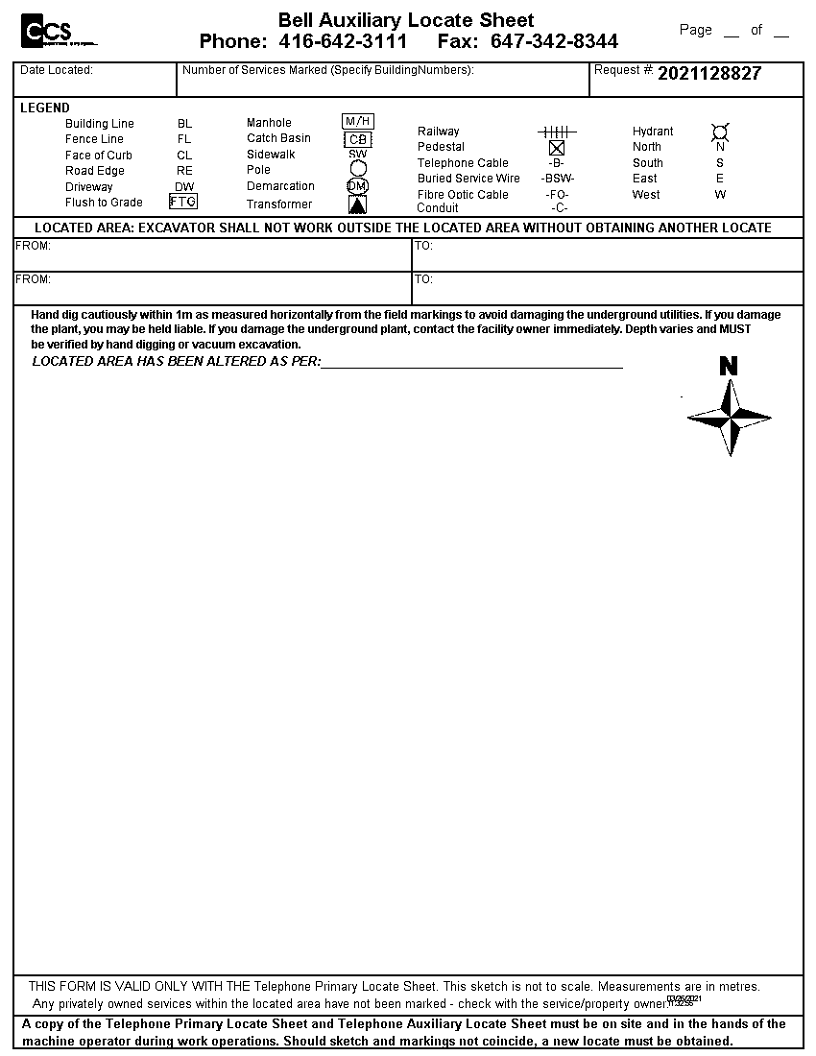 CCS
Bell Auxiliary Locate Sheet
Phone: 416-642-3111 Fax: 647-342-8344
Page __ of __
Date Located:
Number of Services Marked (Specify BuildingNumbers):
Request #: 2021128827
LEGEND
Building Line BL
Fence Line FL
Face of Curb CL
Road Edge RE
Driveway DW
Flush to Grade FTG
Manhole M/H
Catch Basin CB
Sidewalk SW
Pole
Demarcation DM
Transformer
Railway
Pedestal
Telephone Cable -B-
Buried Service Wire -BSW-
Fibre Optic Cable -FO-
Conduit -C-
Hydrant
North N
South S
East E
West W
LOCATED AREA: EXCAVATOR SHALL NOT WORK OUTSIDE THE LOCATED AREA WITHOUT OBTAINING ANOTHER LOCATE
FROM: TO:
FROM: TO:
Hand dig cautiously within 1m as measured horizontally from the field markings to avoid damaging the underground utilities. If you damage
the plant, you may be held liable. If you damage the underground plant, contact the facility owner immediately. Depth varies and MUST
be verified by hand digging or vacuum excavation.
LOCATED AREA HAS BEEN ALTERED AS PER:
N
THIS FORM IS VALID ONLY WITH THE Telephone Primary Locate Sheet. This sketch is not to scale. Measurements are in metres.
Any privately owned services within the located area have not been marked - check with the service/property owner.
A copy of the Telephone Primary Locate Sheet and Telephone Auxiliary Locate Sheet must be on site and in the hands of the
machine operator during work operations. Should sketch and markings not coincide, a new locate must be obtained.